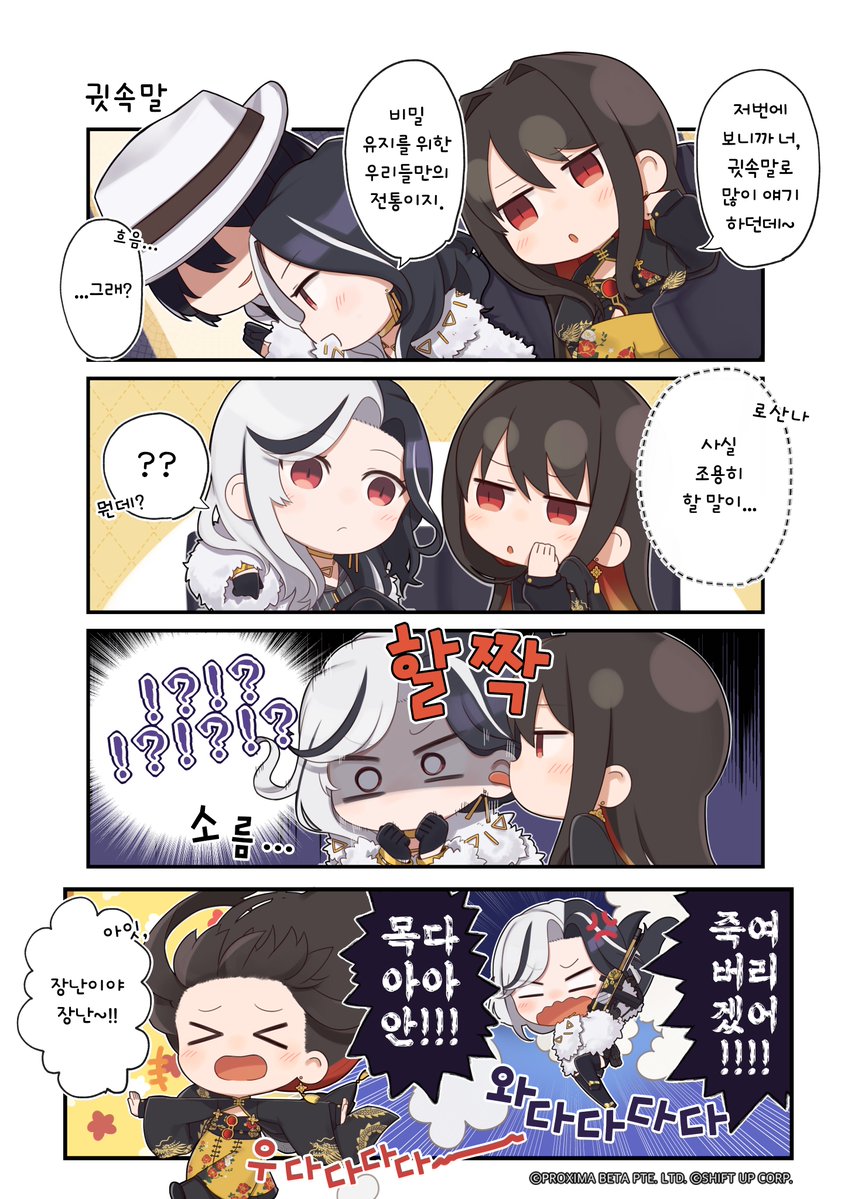 귓속말
저번에
보니까 너,
귓속말로
많이 얘기
하던데~
비밀
유지를 위한
우리들만의
전통이지.
흐음...
...그래?
로산나
사실
조용히
할 말이...
??
뭔데?
할짝
!?!?
!?!?!?!?
소름...
죽여
버리
겠어
!!!!
목다
아아
안!!!
아잇,
장난이야
장난~!!
와다다다다
우다다다다
©PROXIMA BETA PTE. LTD. ©SHIFT UP CORP.